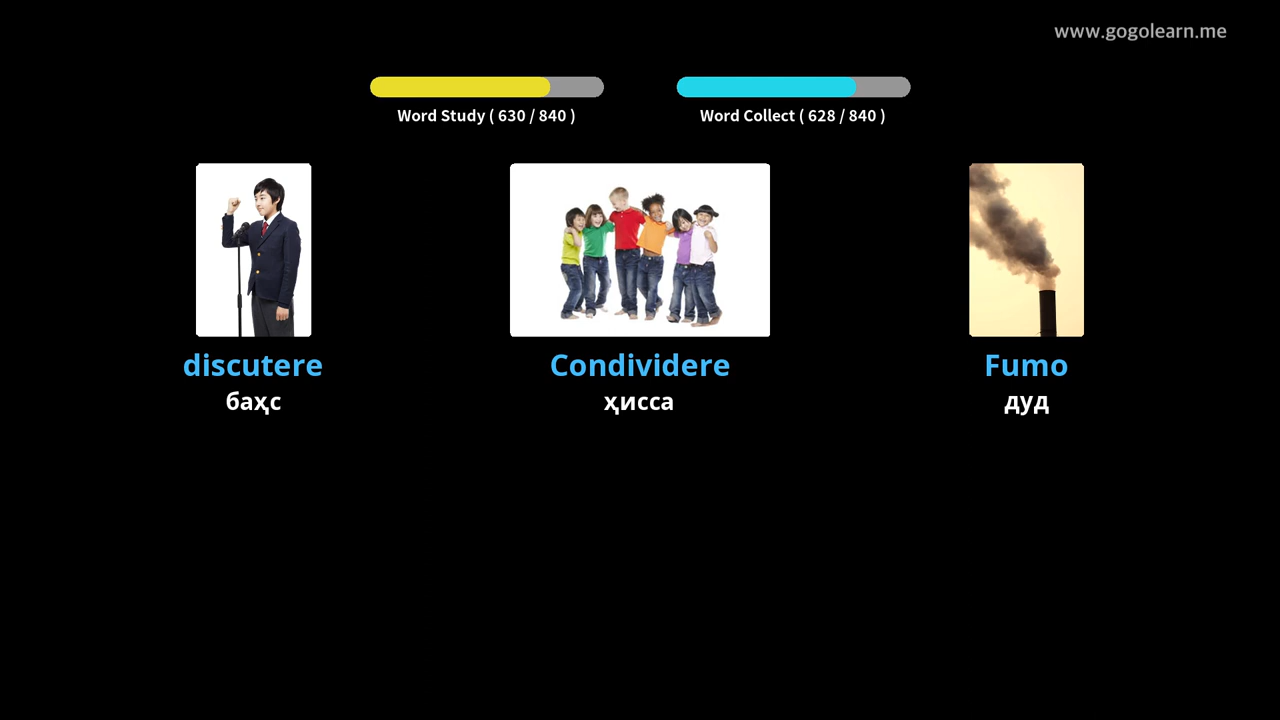 www.gogolearn.me
Word Study ( 630 / 840 )
Word Collect ( 628 / 840 )
discutere
Condividere
Fumo
баҳс
ҳисса
дуд